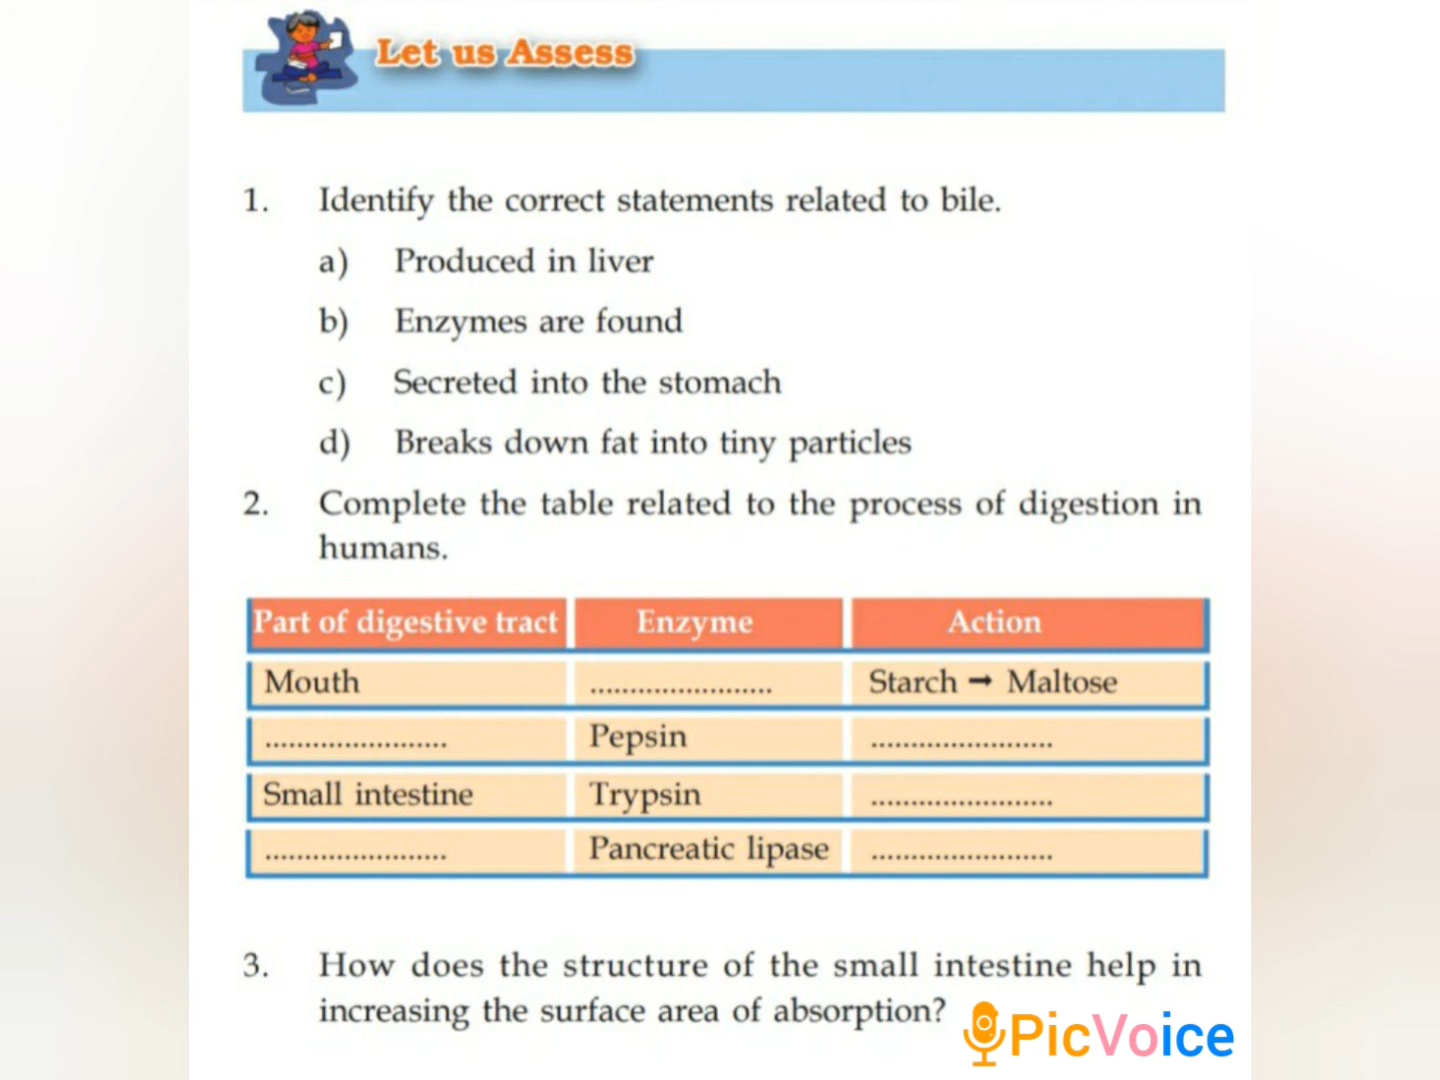 Let us Assess
1. Identify the correct statements related to bile.
a) Produced in liver
b) Enzymes are found
c) Secreted into the stomach
d) Breaks down fat into tiny particles
2. Complete the table related to the process of digestion in
humans.
Part of digestive tract Enzyme Action
Mouth ....................... Starch → Maltose
....................... Pepsin .......................
Small intestine Trypsin .......................
....................... Pancreatic lipase .......................
3. How does the structure of the small intestine help in
increasing the surface area of absorption?
PicVoice